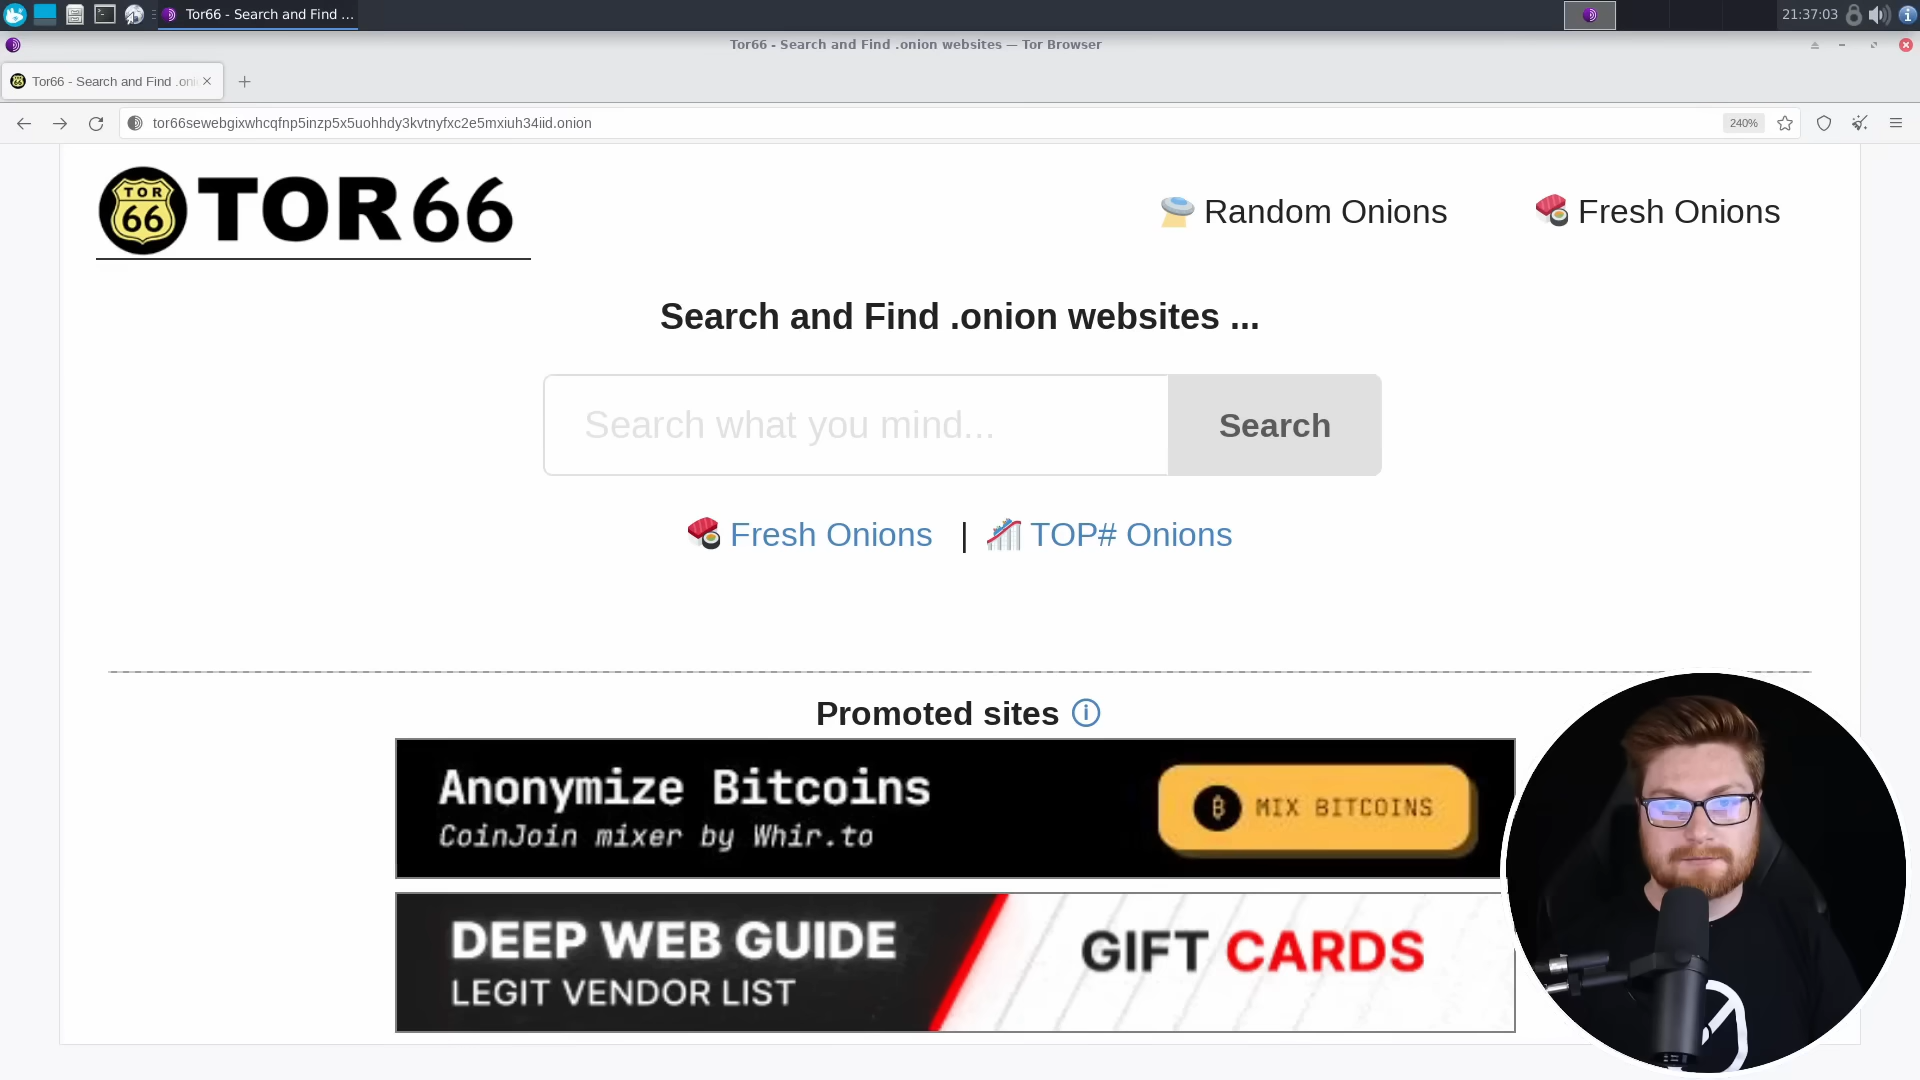 Tor66 - Search and Find ...
21:37:03
Tor66 - Search and Find .onion websites — Tor Browser
Tor66 - Search and Find .oni
tor66sewebgixwhcqfnp5inzp5x5uohhdy3kvtnyfxc2e5mxiuh34iid.onion
240%
TOR 66 TOR66
Random Onions
Fresh Onions
Search and Find .onion websites ...
Search what you mind...
Search
Fresh Onions | TOP# Onions
Promoted sites
Anonymize Bitcoins
CoinJoin mixer by Whir.to
MIX BITCOINS
DEEP WEB GUIDE
LEGIT VENDOR LIST
GIFT CARDS